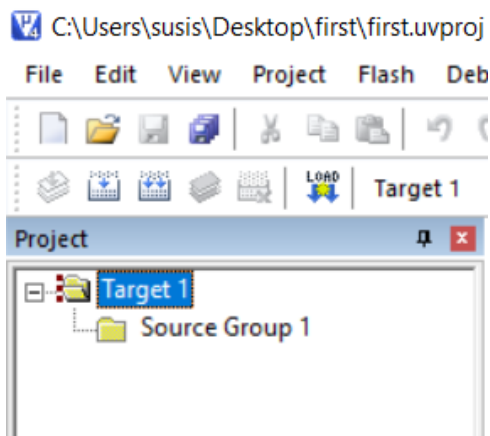 C:\Users\susis\Desktop\first\first.uvproj
File Edit View Project Flash Deb
LOAD Target 1
Project
Target 1
Source Group 1